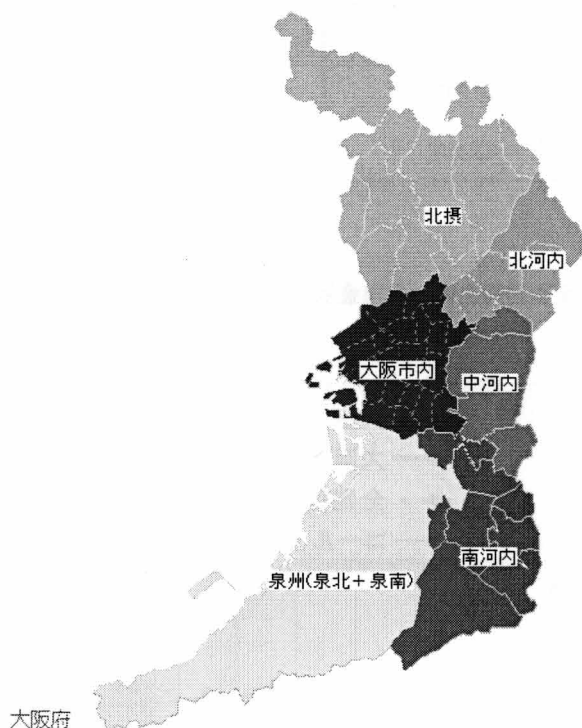 北摂
北河内
大阪市内
中河内
南河内
泉州(泉北+泉南)
大阪府